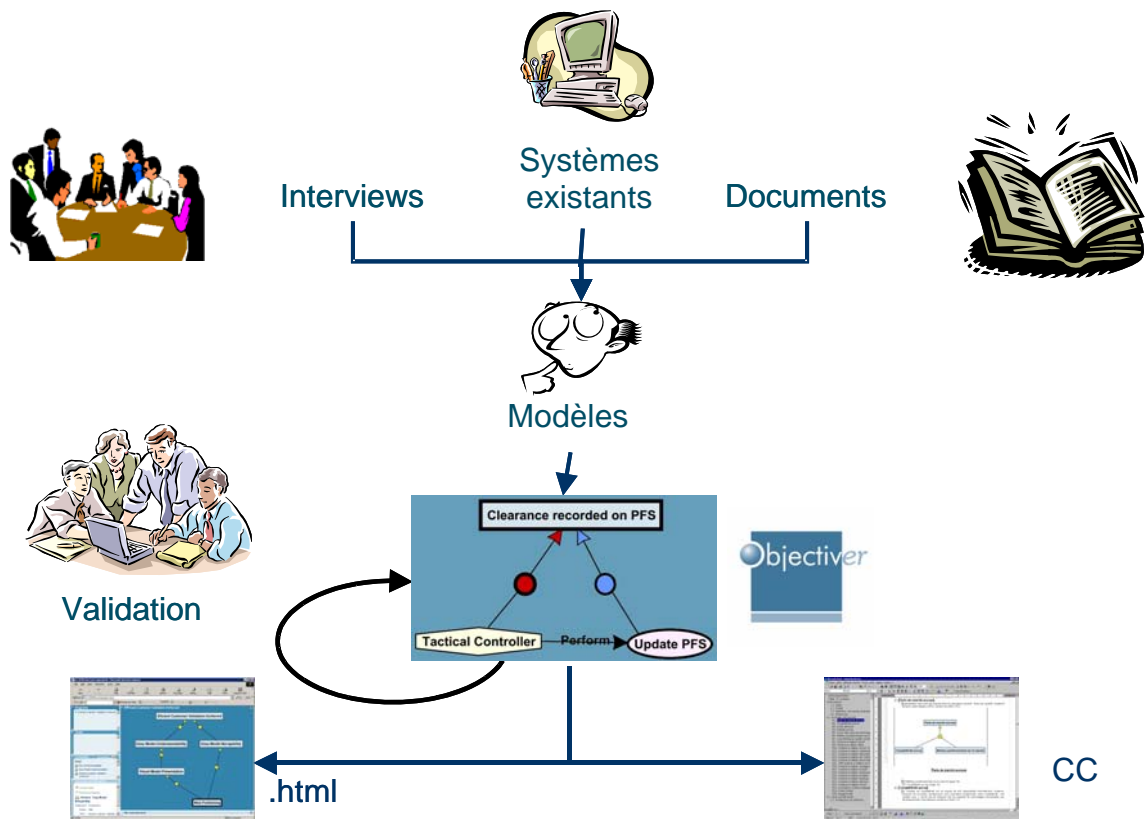 Systèmes
existants
Interviews
Documents
Modèles
Clearance recorded on PFS
Objectiver
Tactical Controller
Perform
Update PFS
Validation
.html
CC